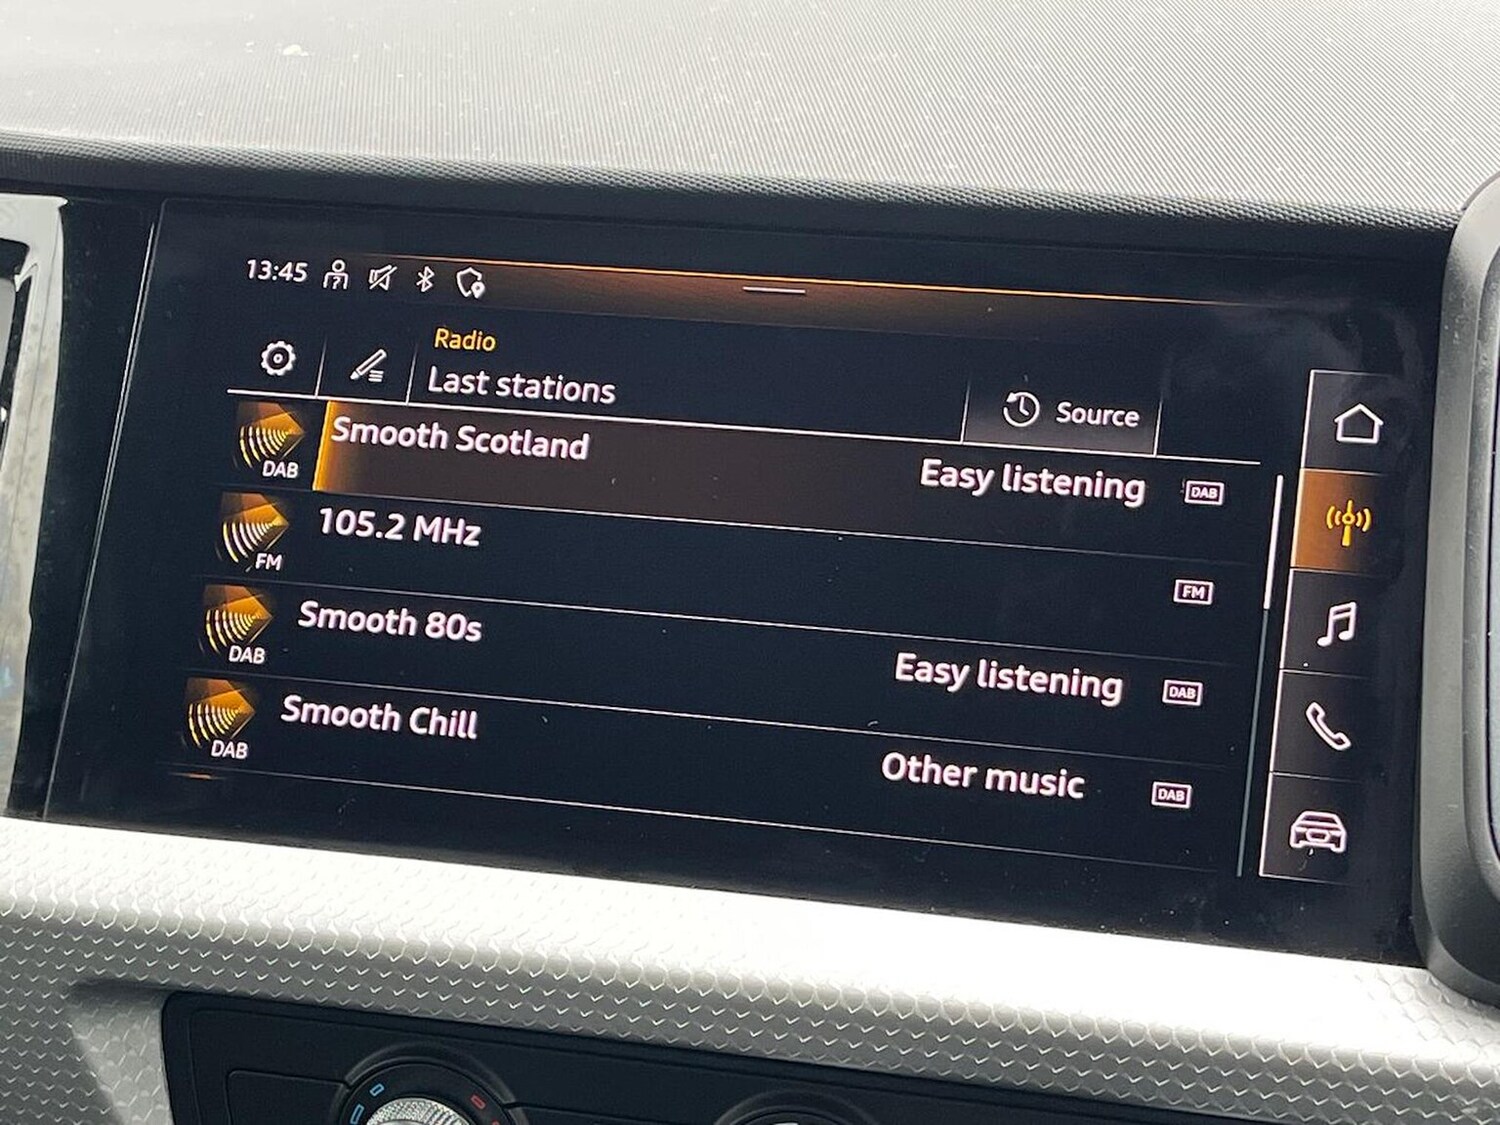 13:45
Radio
Last stations
Source
DAB Smooth Scotland Easy listening DAB
FM 105.2 MHz FM
DAB Smooth 80s Easy listening DAB
DAB Smooth Chill Other music DAB